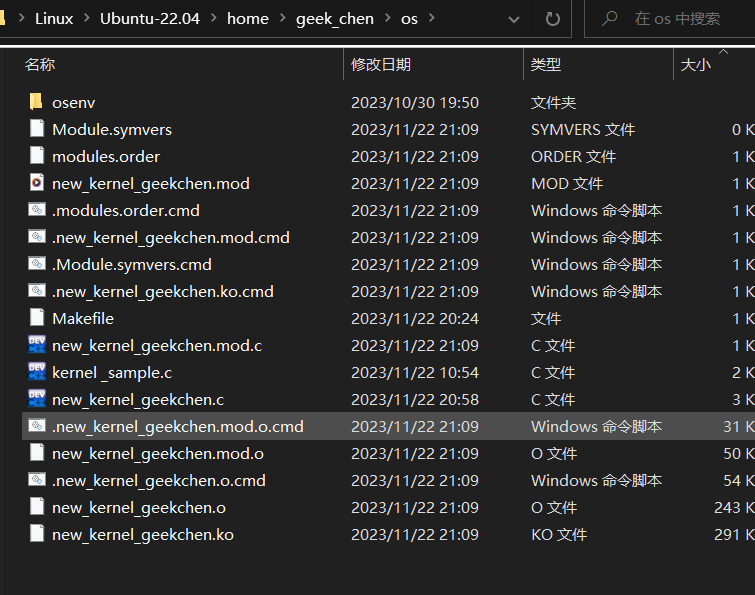 Linux > Ubuntu-22.04 > home > geek_chen > os > 在 os 中搜索
名称 修改日期 类型 大小
osenv 2023/10/30 19:50 文件夹
Module.symvers 2023/11/22 21:09 SYMVERS 文件 0 K
modules.order 2023/11/22 21:09 ORDER 文件 1 K
new_kernel_geekchen.mod 2023/11/22 21:09 MOD 文件 1 K
.modules.order.cmd 2023/11/22 21:09 Windows 命令脚本 1 K
.new_kernel_geekchen.mod.cmd 2023/11/22 21:09 Windows 命令脚本 1 K
.Module.symvers.cmd 2023/11/22 21:09 Windows 命令脚本 1 K
.new_kernel_geekchen.ko.cmd 2023/11/22 21:09 Windows 命令脚本 1 K
Makefile 2023/11/22 20:24 文件 1 K
new_kernel_geekchen.mod.c 2023/11/22 21:09 C 文件 1 K
kernel _sample.c 2023/11/22 10:54 C 文件 2 K
new_kernel_geekchen.c 2023/11/22 20:58 C 文件 3 K
.new_kernel_geekchen.mod.o.cmd 2023/11/22 21:09 Windows 命令脚本 31 K
new_kernel_geekchen.mod.o 2023/11/22 21:09 O 文件 50 K
.new_kernel_geekchen.o.cmd 2023/11/22 21:09 Windows 命令脚本 54 K
new_kernel_geekchen.o 2023/11/22 21:09 O 文件 243 K
new_kernel_geekchen.ko 2023/11/22 21:09 KO 文件 291 K